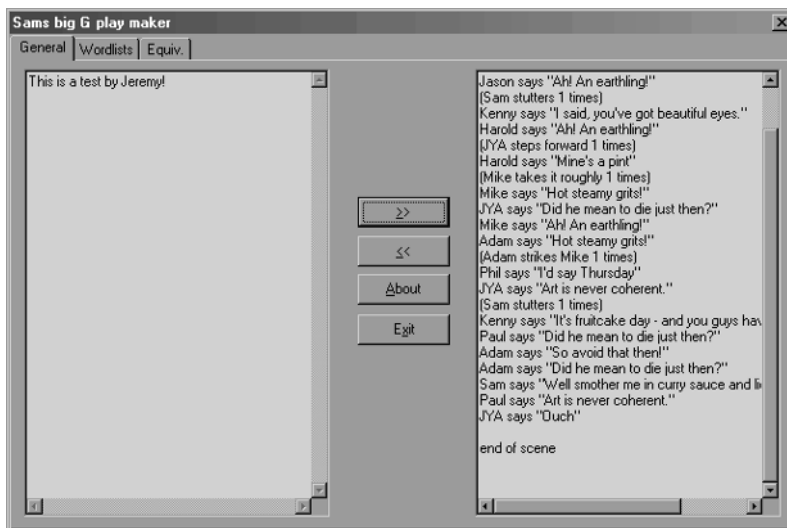 Sams big G play maker
General Wordlists Equiv.
This is a test by Jeremy!
>>
<<
About
Exit
Jason says "Ah! An earthling!"
(Sam stutters 1 times)
Kenny says "I said, you've got beautiful eyes."
Harold says "Ah! An earthling!"
(JYA steps forward 1 times)
Harold says "Mine's a pint"
(Mike takes it roughly 1 times)
Mike says "Hot steamy grits!"
JYA says "Did he mean to die just then?"
Mike says "Ah! An earthling!"
Adam says "Hot steamy grits!"
(Adam strikes Mike 1 times)
Phil says "I'd say Thursday"
JYA says "Art is never coherent."
(Sam stutters 1 times)
Kenny says "It's fruitcake day - and you guys hav
Paul says "Did he mean to die just then?"
Adam says "So avoid that then!"
Adam says "Did he mean to die just then?"
Sam says "Well smother me in curry sauce and li
Paul says "Art is never coherent."
JYA says "Ouch"
end of scene